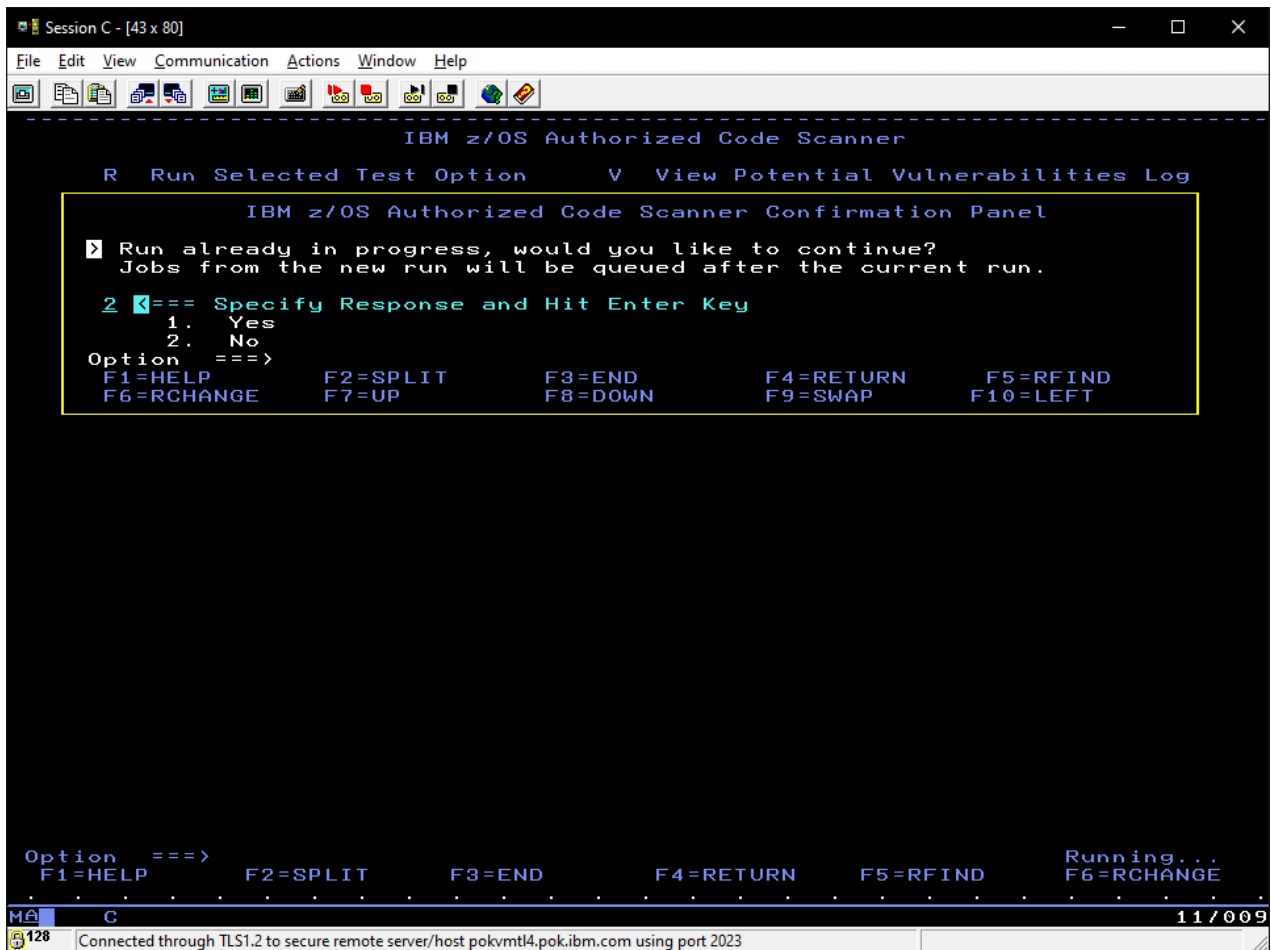 Session C - [43 x 80]
File Edit View Communication Actions Window Help
IBM z/OS Authorized Code Scanner
R Run Selected Test Option V View Potential Vulnerabilities Log
IBM z/OS Authorized Code Scanner Confirmation Panel
> Run already in progress, would you like to continue?
Jobs from the new run will be queued after the current run.
2 <=== Specify Response and Hit Enter Key
1. Yes
2. No
Option ===>
F1=HELP F2=SPLIT F3=END F4=RETURN F5=RFIND
F6=RCHANGE F7=UP F8=DOWN F9=SWAP F10=LEFT
Option ===> Running...
F1=HELP F2=SPLIT F3=END F4=RETURN F5=RFIND F6=RCHANGE
MA C 11/009
128 Connected through TLS1.2 to secure remote server/host pokvmtl4.pok.ibm.com using port 2023